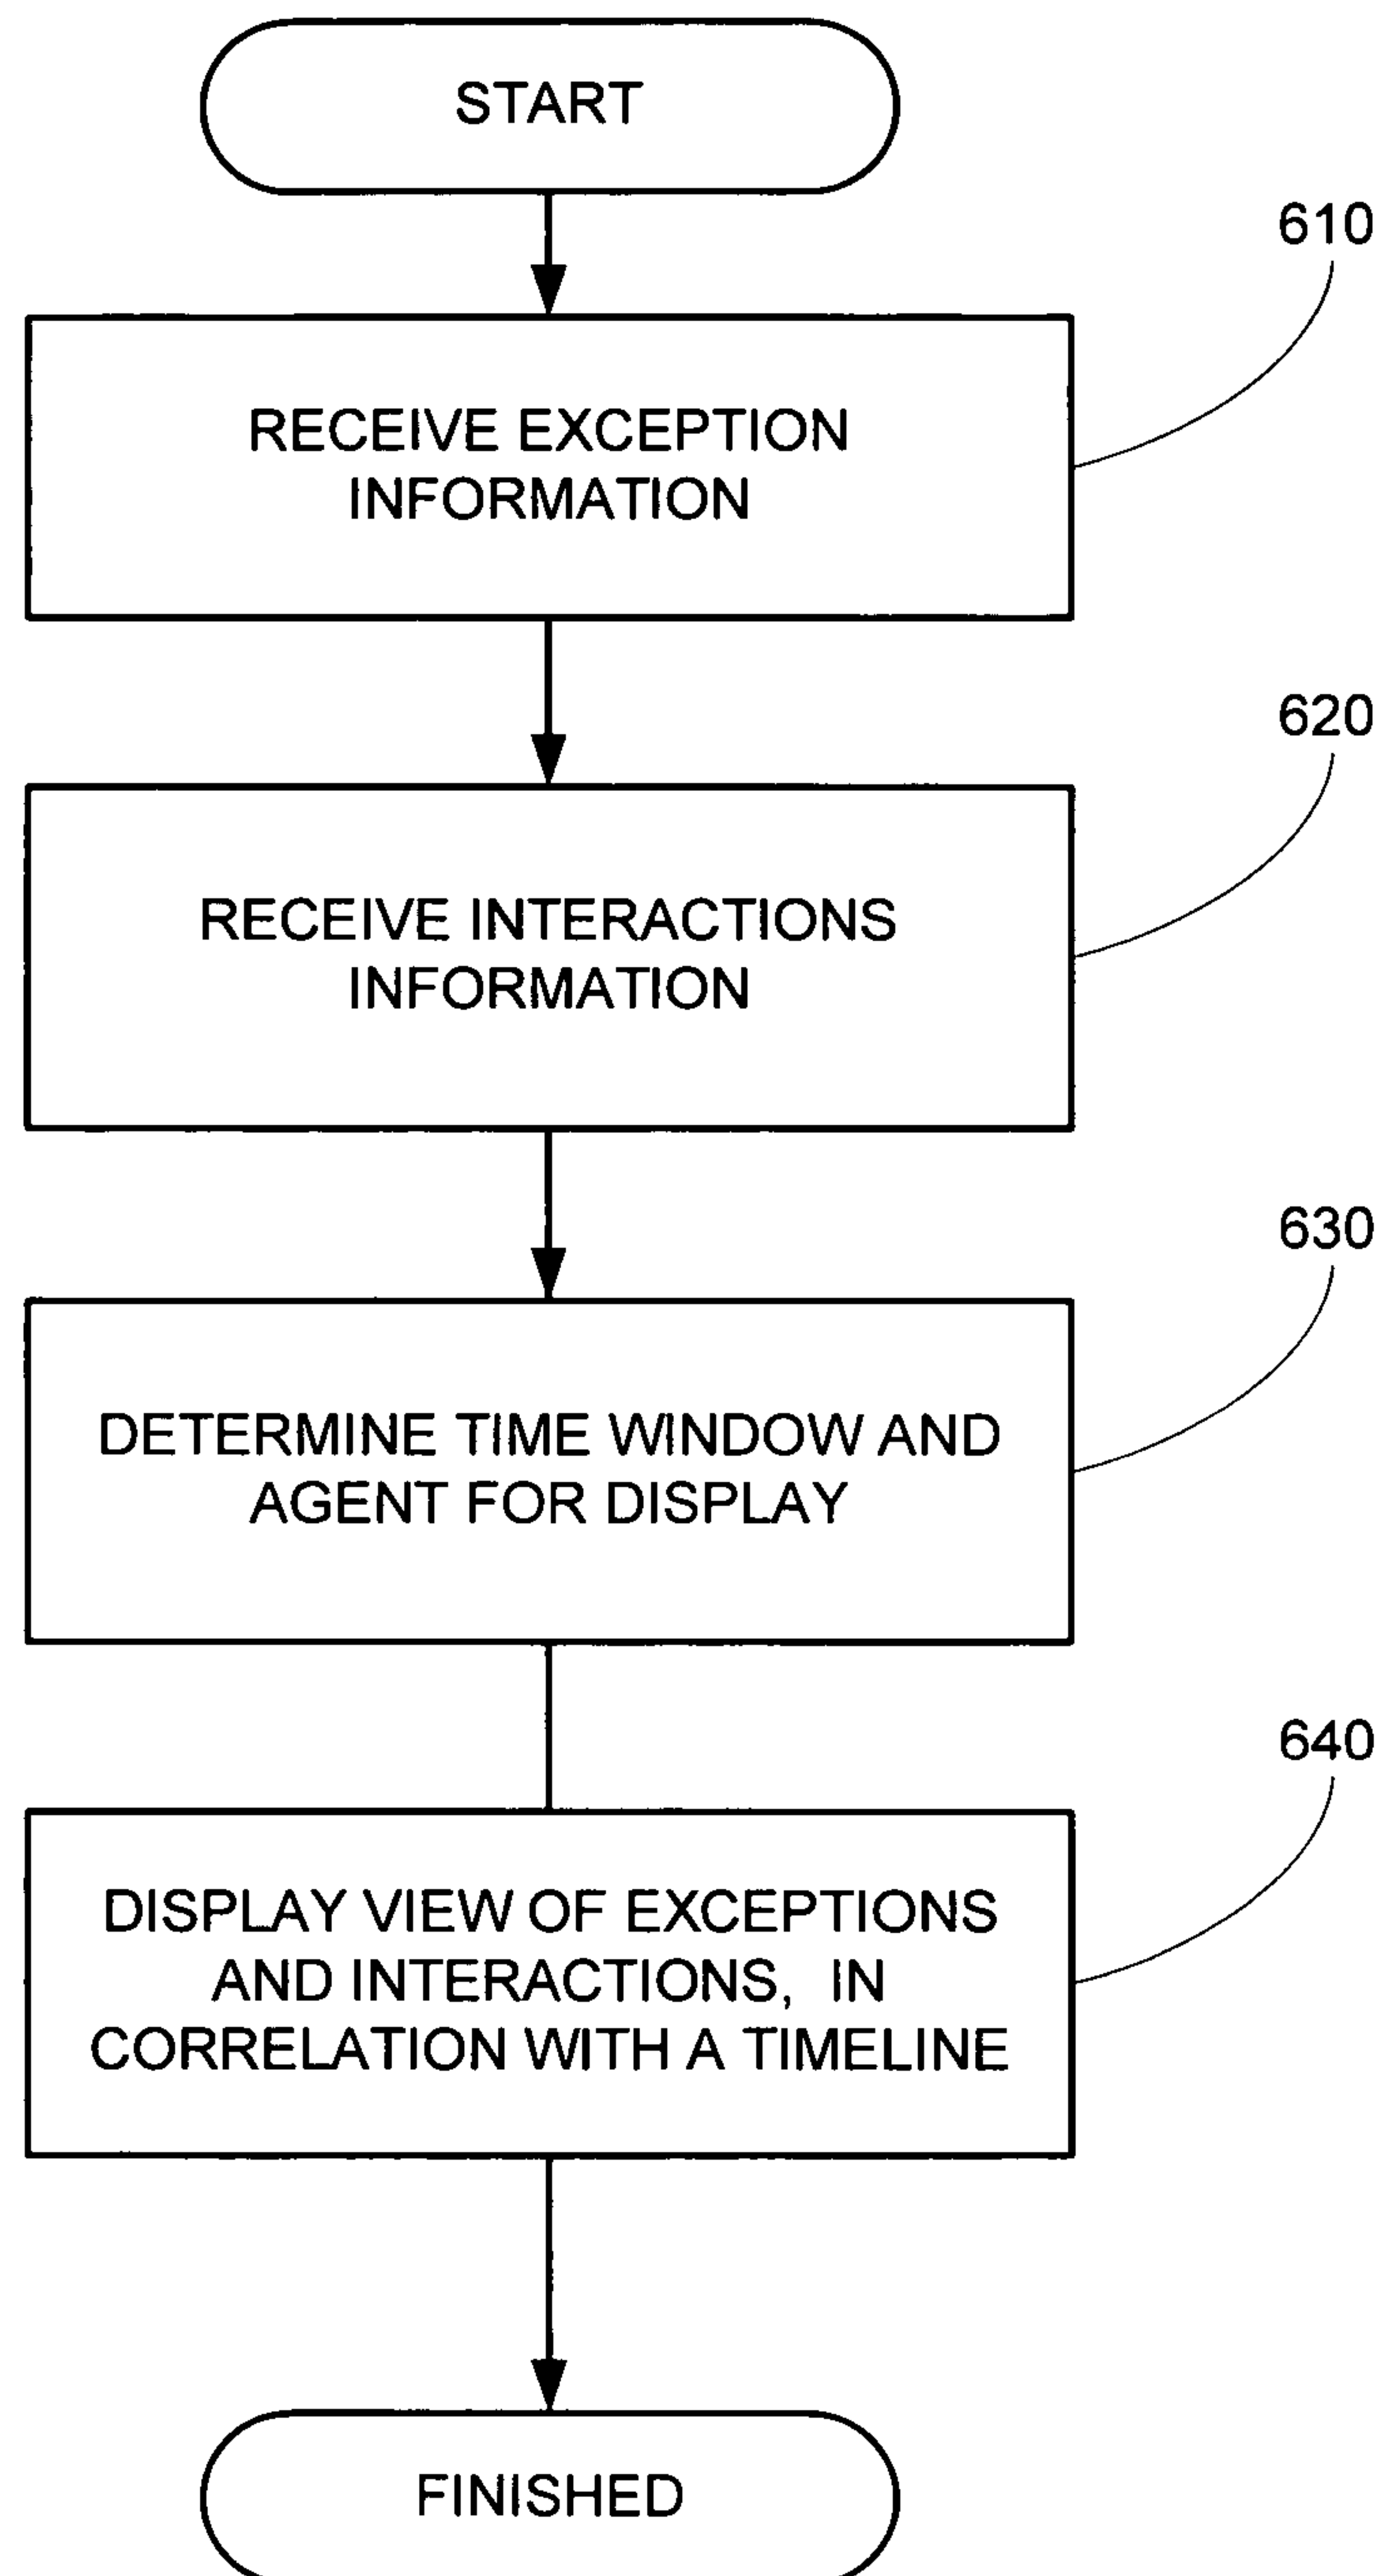 START
610
RECEIVE EXCEPTION
INFORMATION
620
RECEIVE INTERACTIONS
INFORMATION
630
DETERMINE TIME WINDOW AND
AGENT FOR DISPLAY
640
DISPLAY VIEW OF EXCEPTIONS
AND INTERACTIONS, IN
CORRELATION WITH A TIMELINE
FINISHED